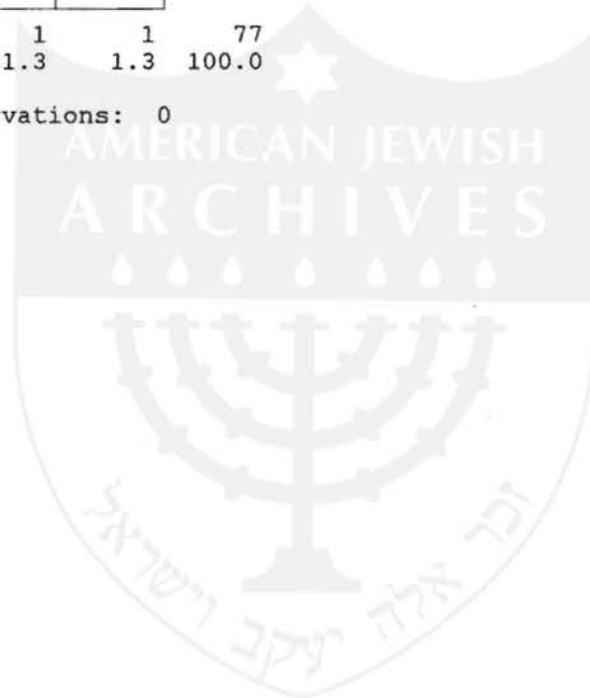 1 1 77
1.3 1.3 100.0
vations: 0
AMERICAN JEWISH
ARCHIVES
זכר אלה יעקב וישראל